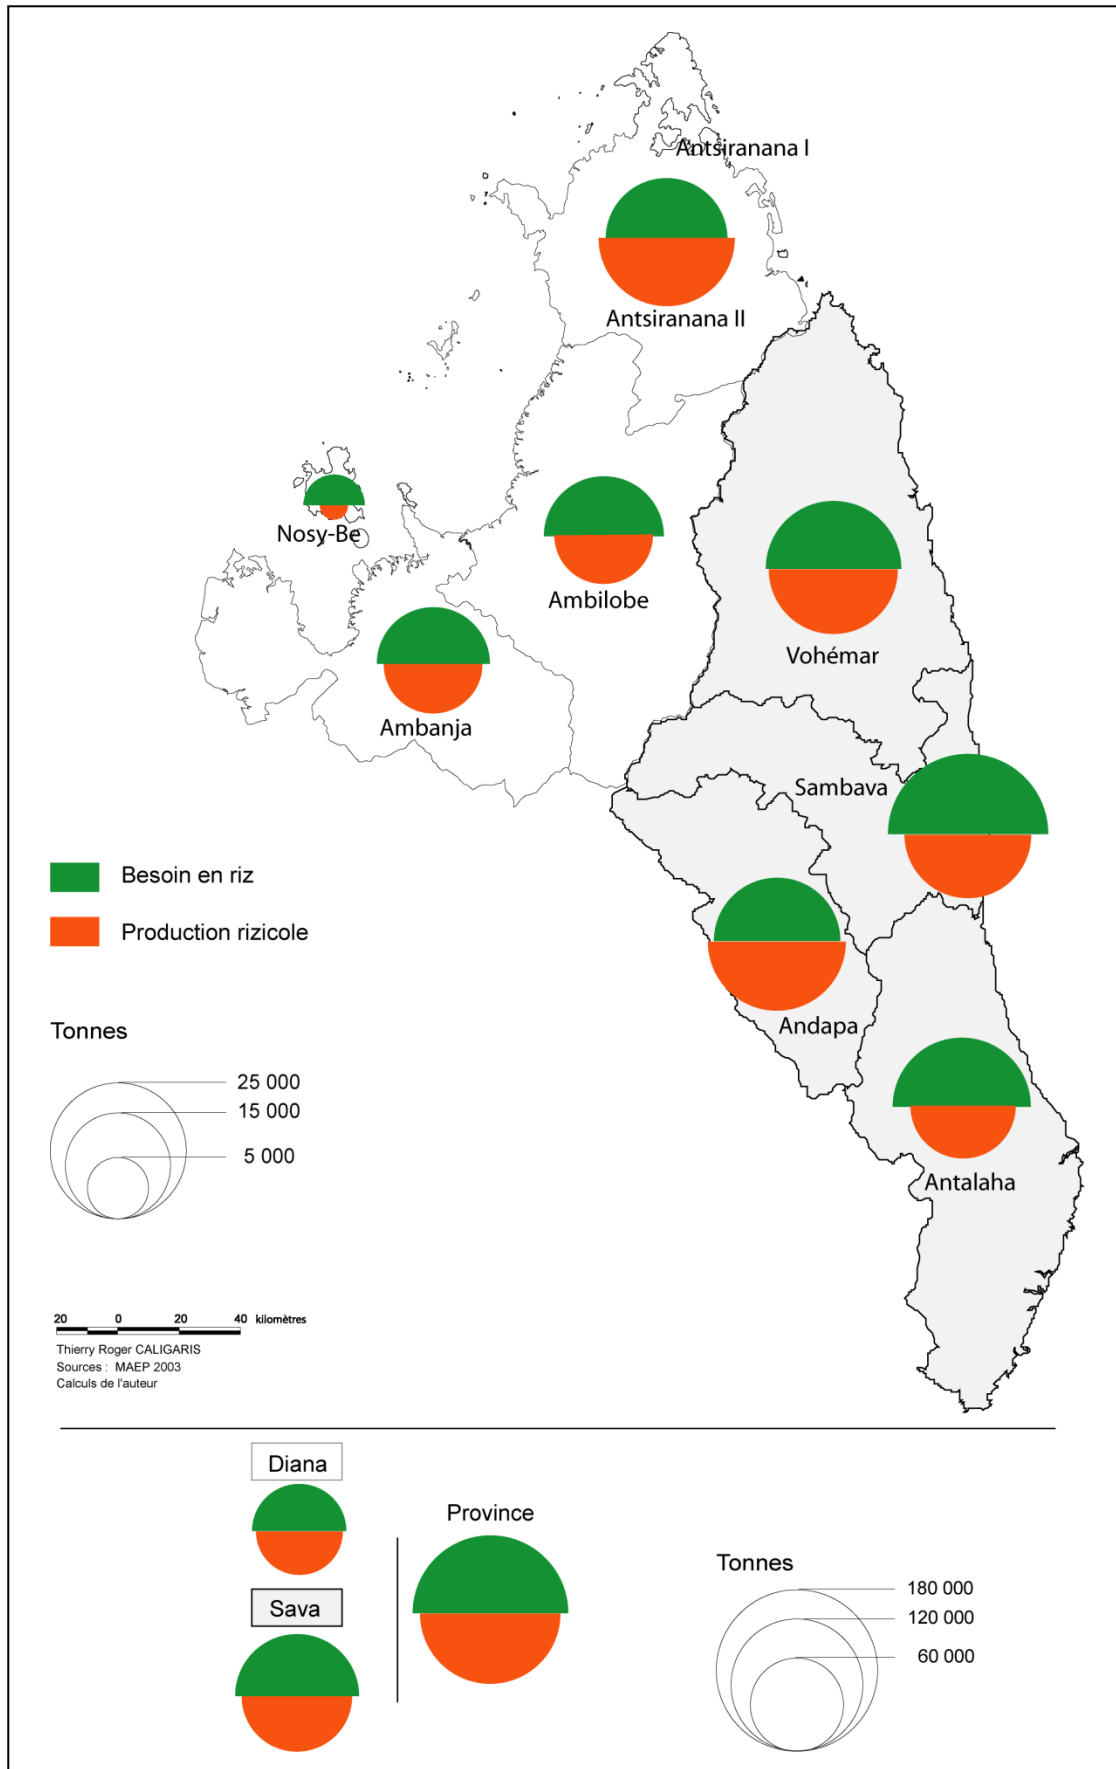 Antsiranana I
Antsiranana II
Nosy-Be
Ambilobe
Vohémar
Ambanja
Sambava
Andapa
Antalaha
Besoin en riz
Production rizicole
Tonnes
25 000
15 000
5 000
20 0 20 40 kilomètres
Thierry Roger CALIGARIS
Sources : MAEP 2003
Calculs de l'auteur
Diana
Province
Sava
Tonnes
180 000
120 000
60 000